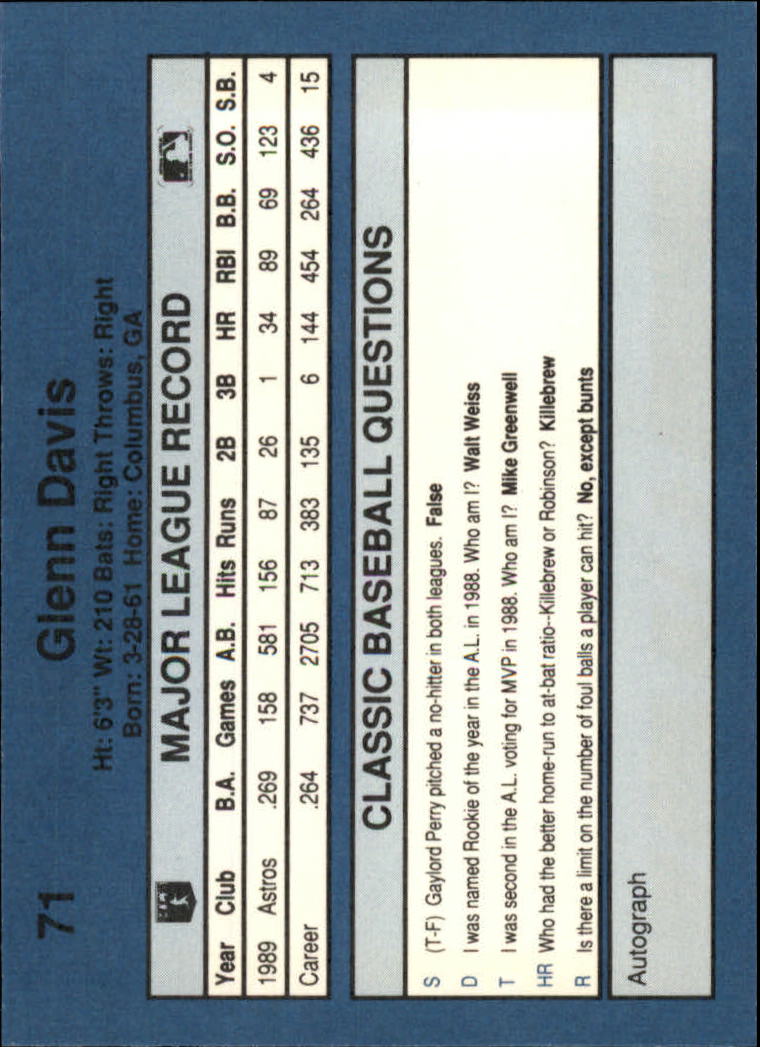 71 Glenn Davis
Ht: 6'3" Wt: 210 Bats: Right Throws: Right
Born: 3-28-61 Home: Columbus, GA
MAJOR LEAGUE RECORD
Year Club B.A. Games A.B. Hits Runs 2B 3B HR RBI B.B. S.O. S.B.
1989 Astros .269 158 581 156 87 26 1 34 89 69 123 4
Career .264 737 2705 713 383 135 6 144 454 264 436 15
CLASSIC BASEBALL QUESTIONS
S (T-F) Gaylord Perry pitched a no-hitter in both leagues. False
D I was named Rookie of the year in the A.L. in 1988. Who am I? Walt Weiss
T I was second in the A.L. voting for MVP in 1988. Who am I? Mike Greenwell
HR Who had the better home-run to at-bat ratio--Killebrew or Robinson? Killebrew
R Is there a limit on the number of foul balls a player can hit? No, except bunts
Autograph